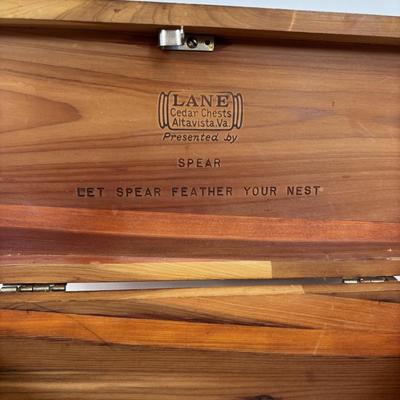 LANE
Cedar Chests
Altavista.Va.
Presented by
SPEAR
LET SPEAR FEATHER YOUR NEST